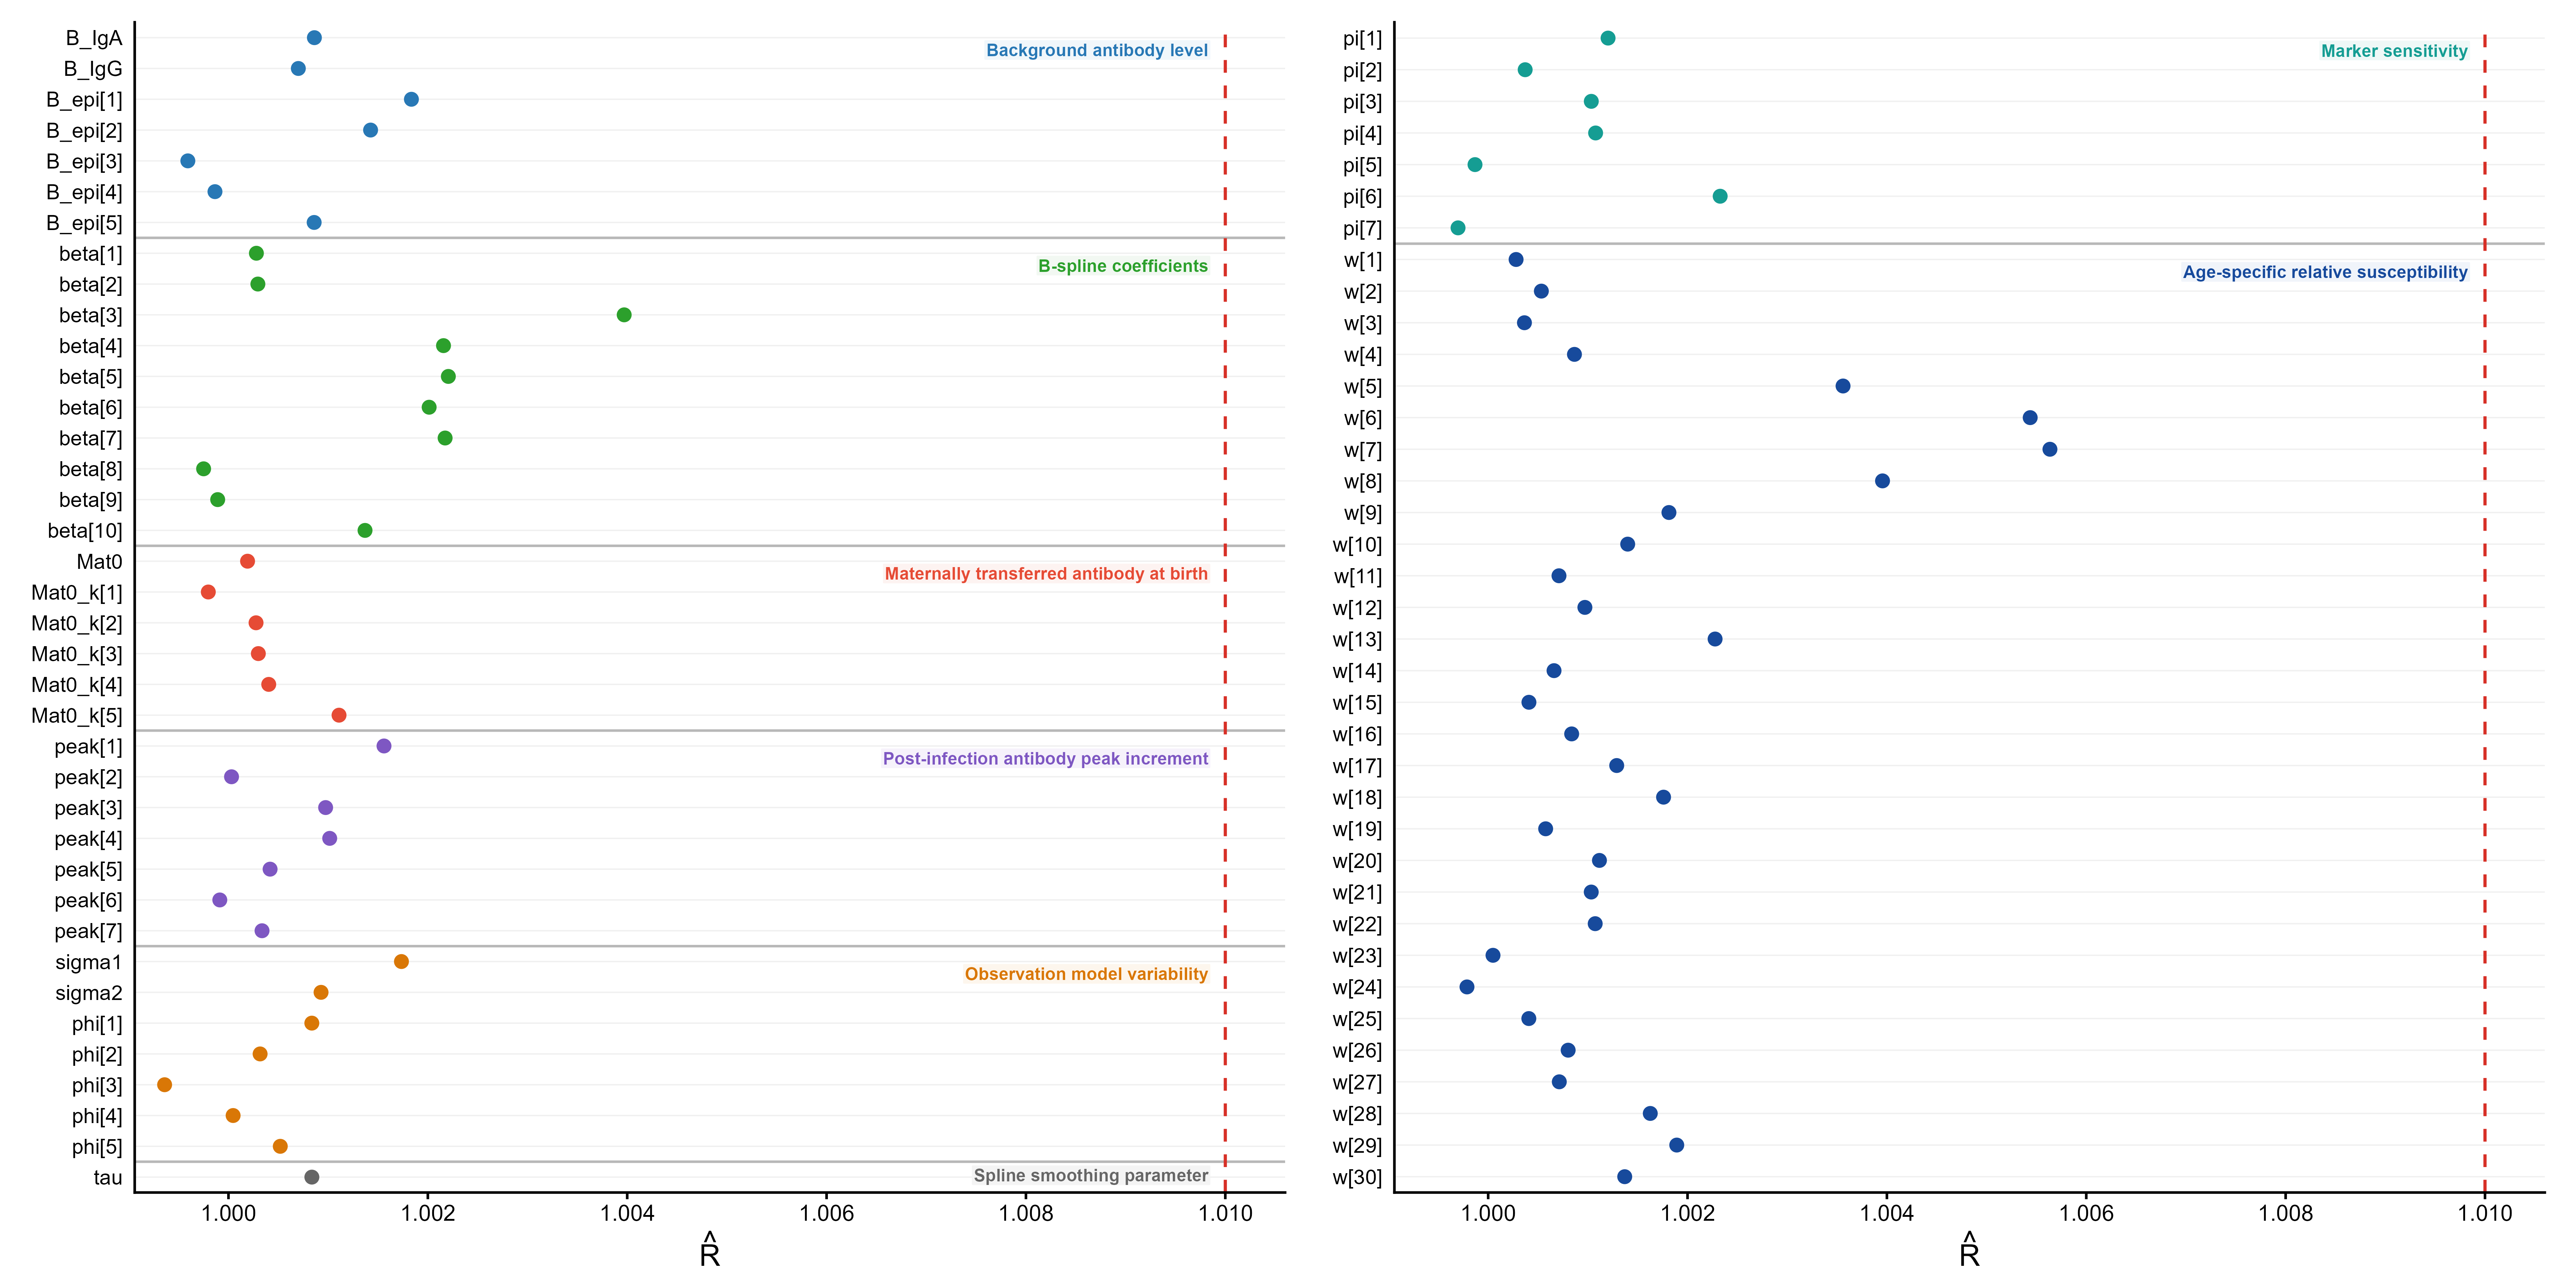 B_IgA
Background antibody level
B_IgG
B_epi[1]
B_epi[2]
B_epi[3]
B_epi[4]
B_epi[5]
beta[1]
B-spline coefficients
beta[2]
beta[3]
beta[4]
beta[5]
beta[6]
beta[7]
beta[8]
beta[9]
beta[10]
Mat0
Maternally transferred antibody at birth
Mat0_k[1]
Mat0_k[2]
Mat0_k[3]
Mat0_k[4]
Mat0_k[5]
peak[1]
Post-infection antibody peak increment
peak[2]
peak[3]
peak[4]
peak[5]
peak[6]
peak[7]
sigma1
Observation model variability
sigma2
phi[1]
phi[2]
phi[3]
phi[4]
phi[5]
tau
Spline smoothing parameter
1.000 1.002 1.004 1.006 1.008 1.010
R̂
pi[1]
Marker sensitivity
pi[2]
pi[3]
pi[4]
pi[5]
pi[6]
pi[7]
w[1]
Age-specific relative susceptibility
w[2]
w[3]
w[4]
w[5]
w[6]
w[7]
w[8]
w[9]
w[10]
w[11]
w[12]
w[13]
w[14]
w[15]
w[16]
w[17]
w[18]
w[19]
w[20]
w[21]
w[22]
w[23]
w[24]
w[25]
w[26]
w[27]
w[28]
w[29]
w[30]
1.000 1.002 1.004 1.006 1.008 1.010
R̂